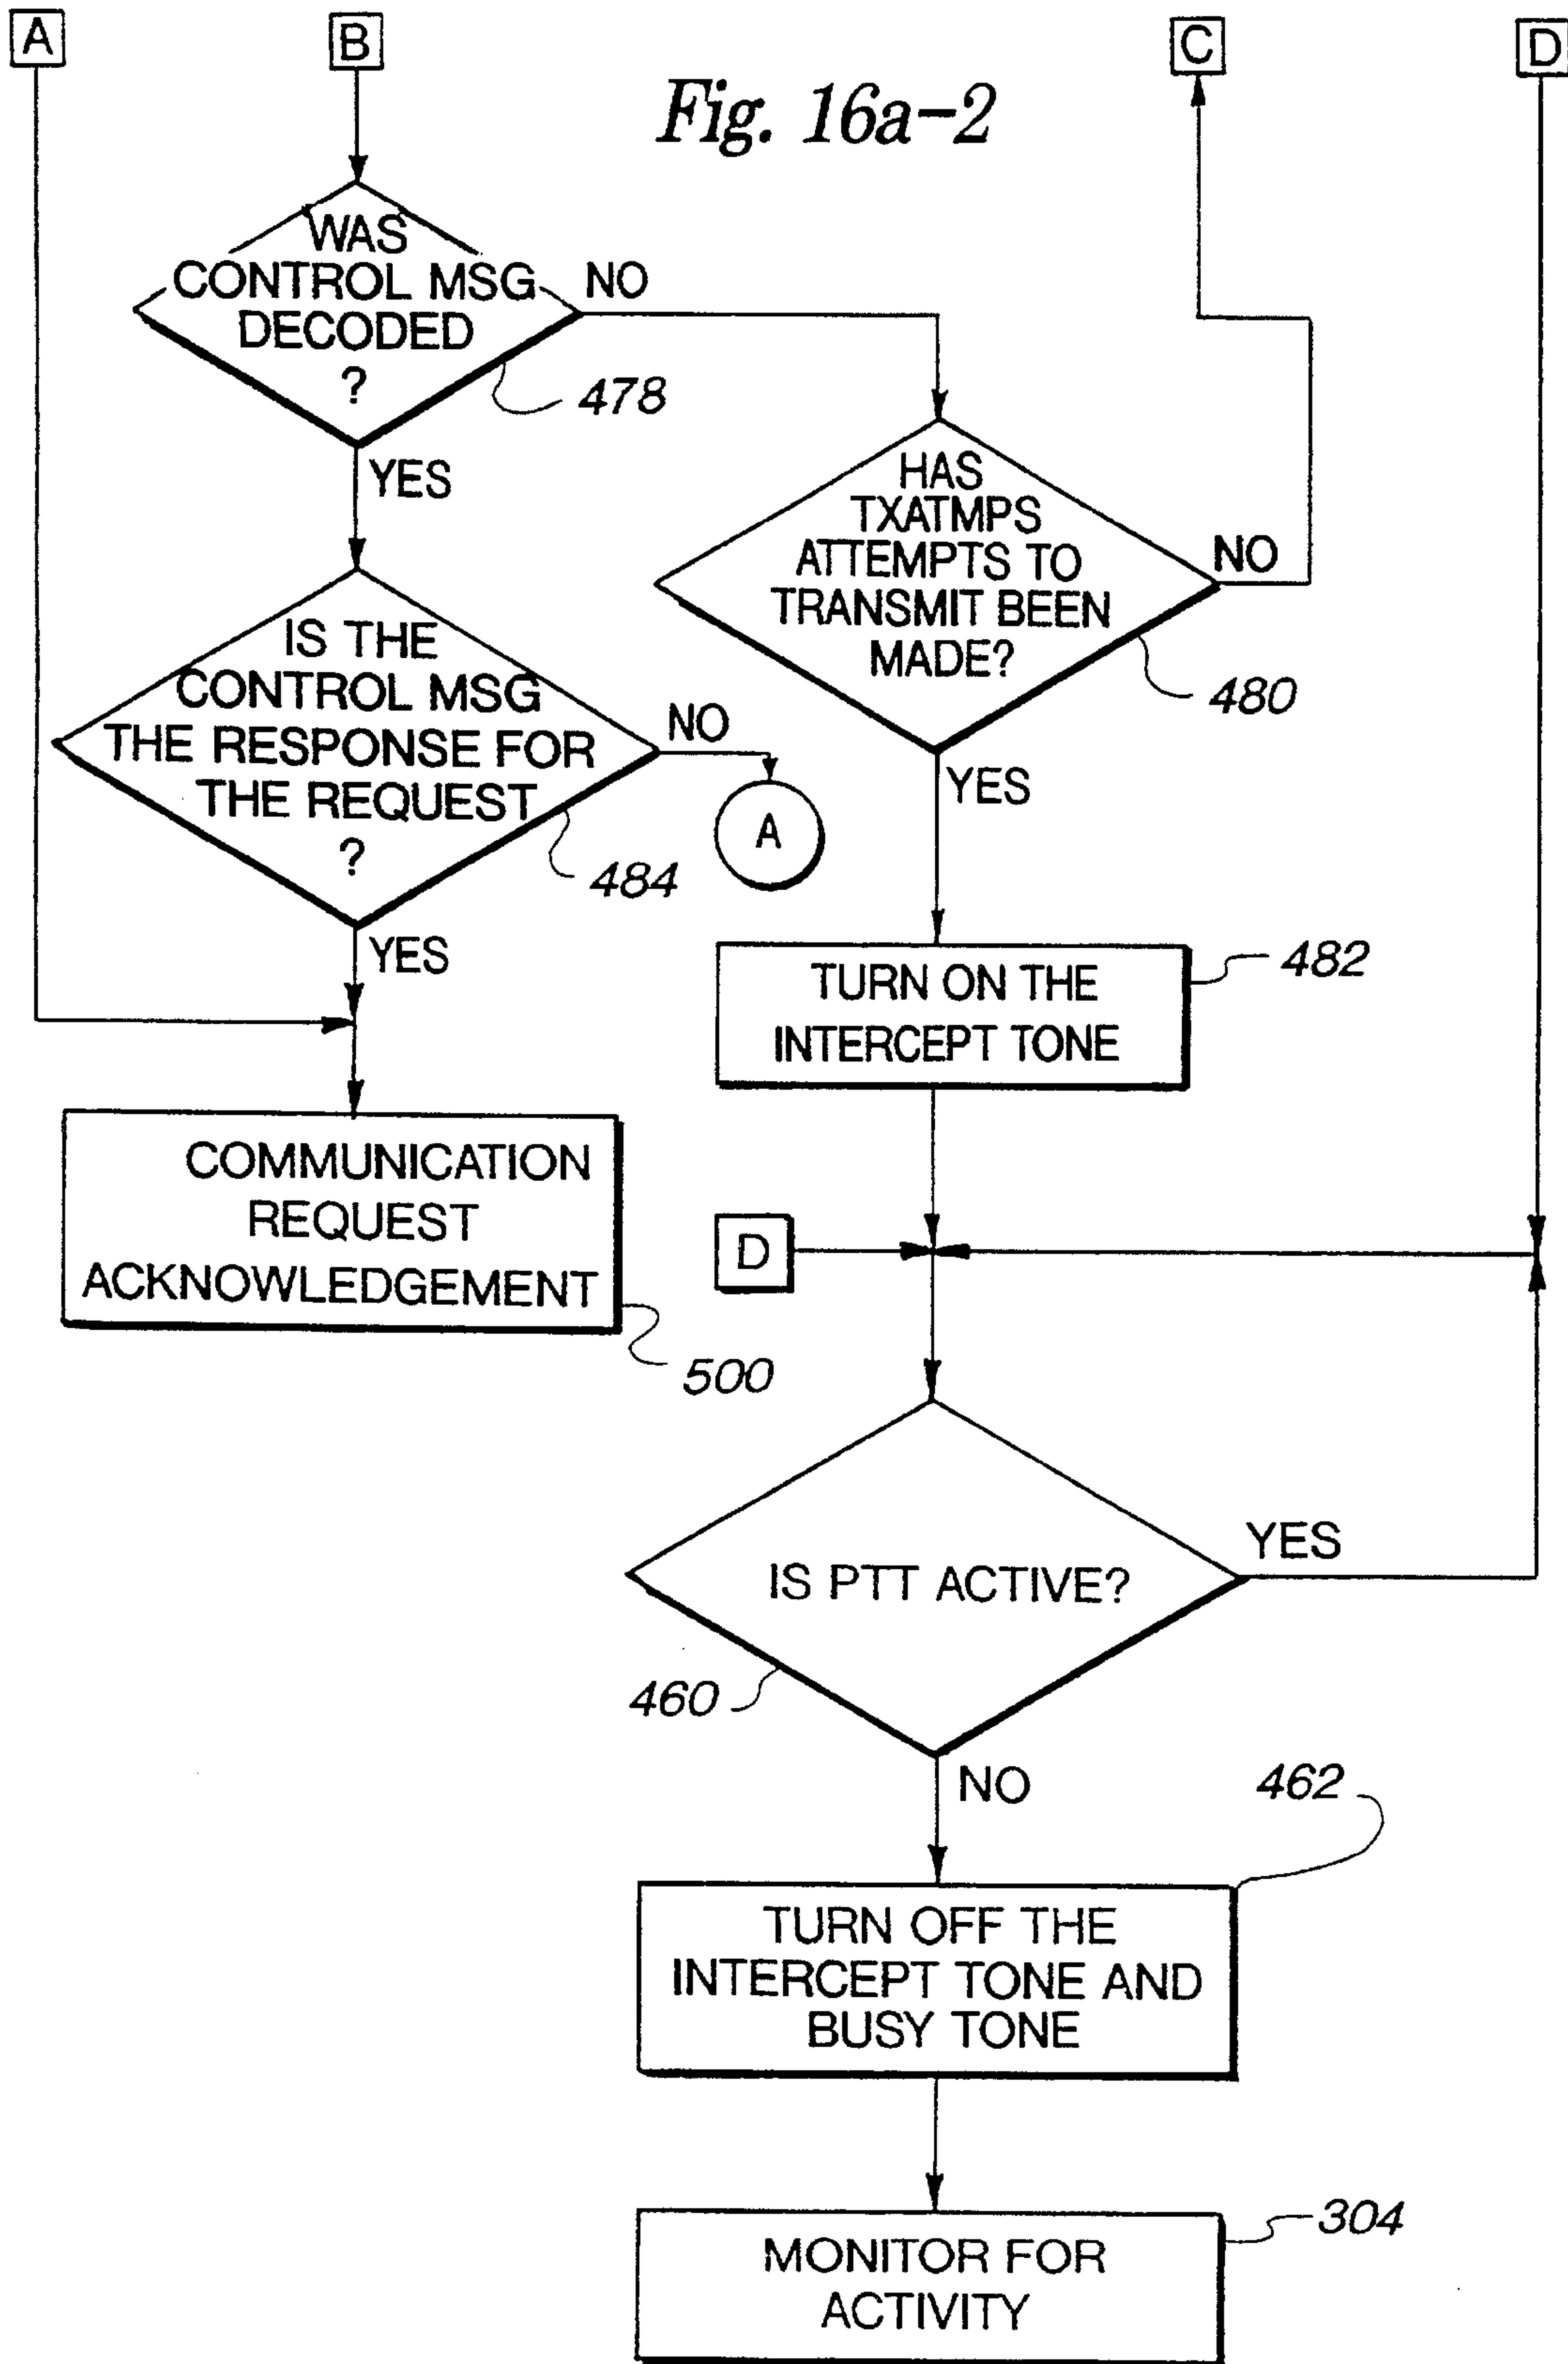 A
B
C
D
Fig. 16a-2
WAS
CONTROL MSG
DECODED
?
NO
478
YES
HAS
TXATMPS
ATTEMPTS TO
TRANSMIT BEEN
MADE?
NO
480
YES
IS THE
CONTROL MSG
THE RESPONSE FOR
THE REQUEST
?
NO
A
484
YES
TURN ON THE
INTERCEPT TONE
482
COMMUNICATION
REQUEST
ACKNOWLEDGEMENT
500
D
IS PTT ACTIVE?
YES
460
NO
462
TURN OFF THE
INTERCEPT TONE AND
BUSY TONE
304
MONITOR FOR
ACTIVITY